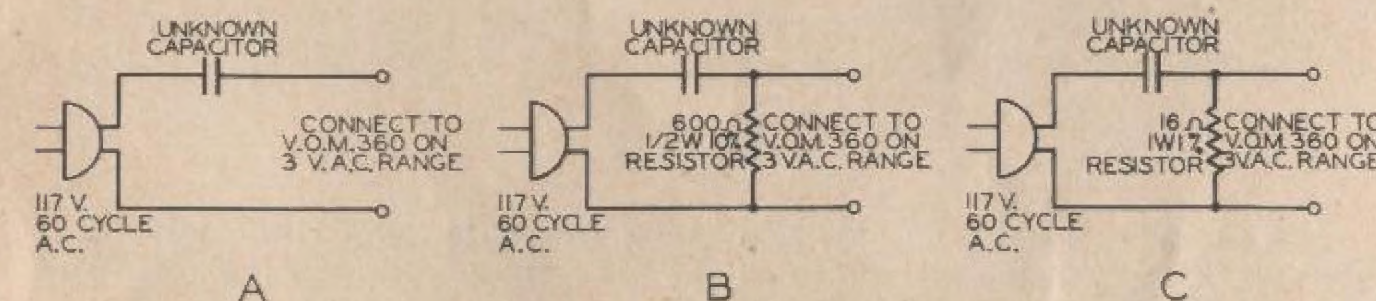 UNKNOWN
CAPACITOR
CONNECT TO
V.O.M. 360 ON
3 V. A.C. RANGE
117 V.
60 CYCLE
A.C.
A
UNKNOWN
CAPACITOR
600 Ω
1/2 W 10%
RESISTOR
CONNECT TO
V.O.M. 360 ON
3 V.A.C. RANGE
117 V.
60 CYCLE
A.C.
B
UNKNOWN
CAPACITOR
16 Ω
1W 1%
RESISTOR
CONNECT TO
V.O.M. 360 ON
3V.A.C. RANGE
117 V.
60 CYCLE
A.C.
C